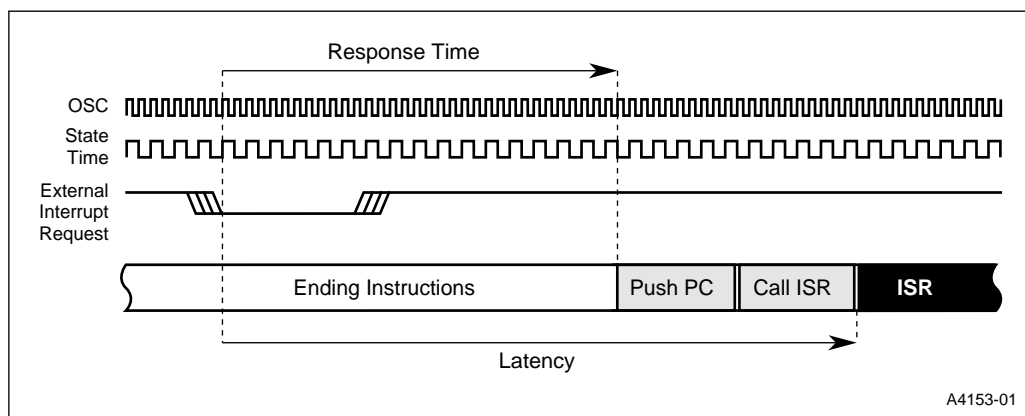 Response Time
OSC
State
Time
External
Interrupt
Request
Ending Instructions
Push PC
Call ISR
ISR
Latency
A4153-01